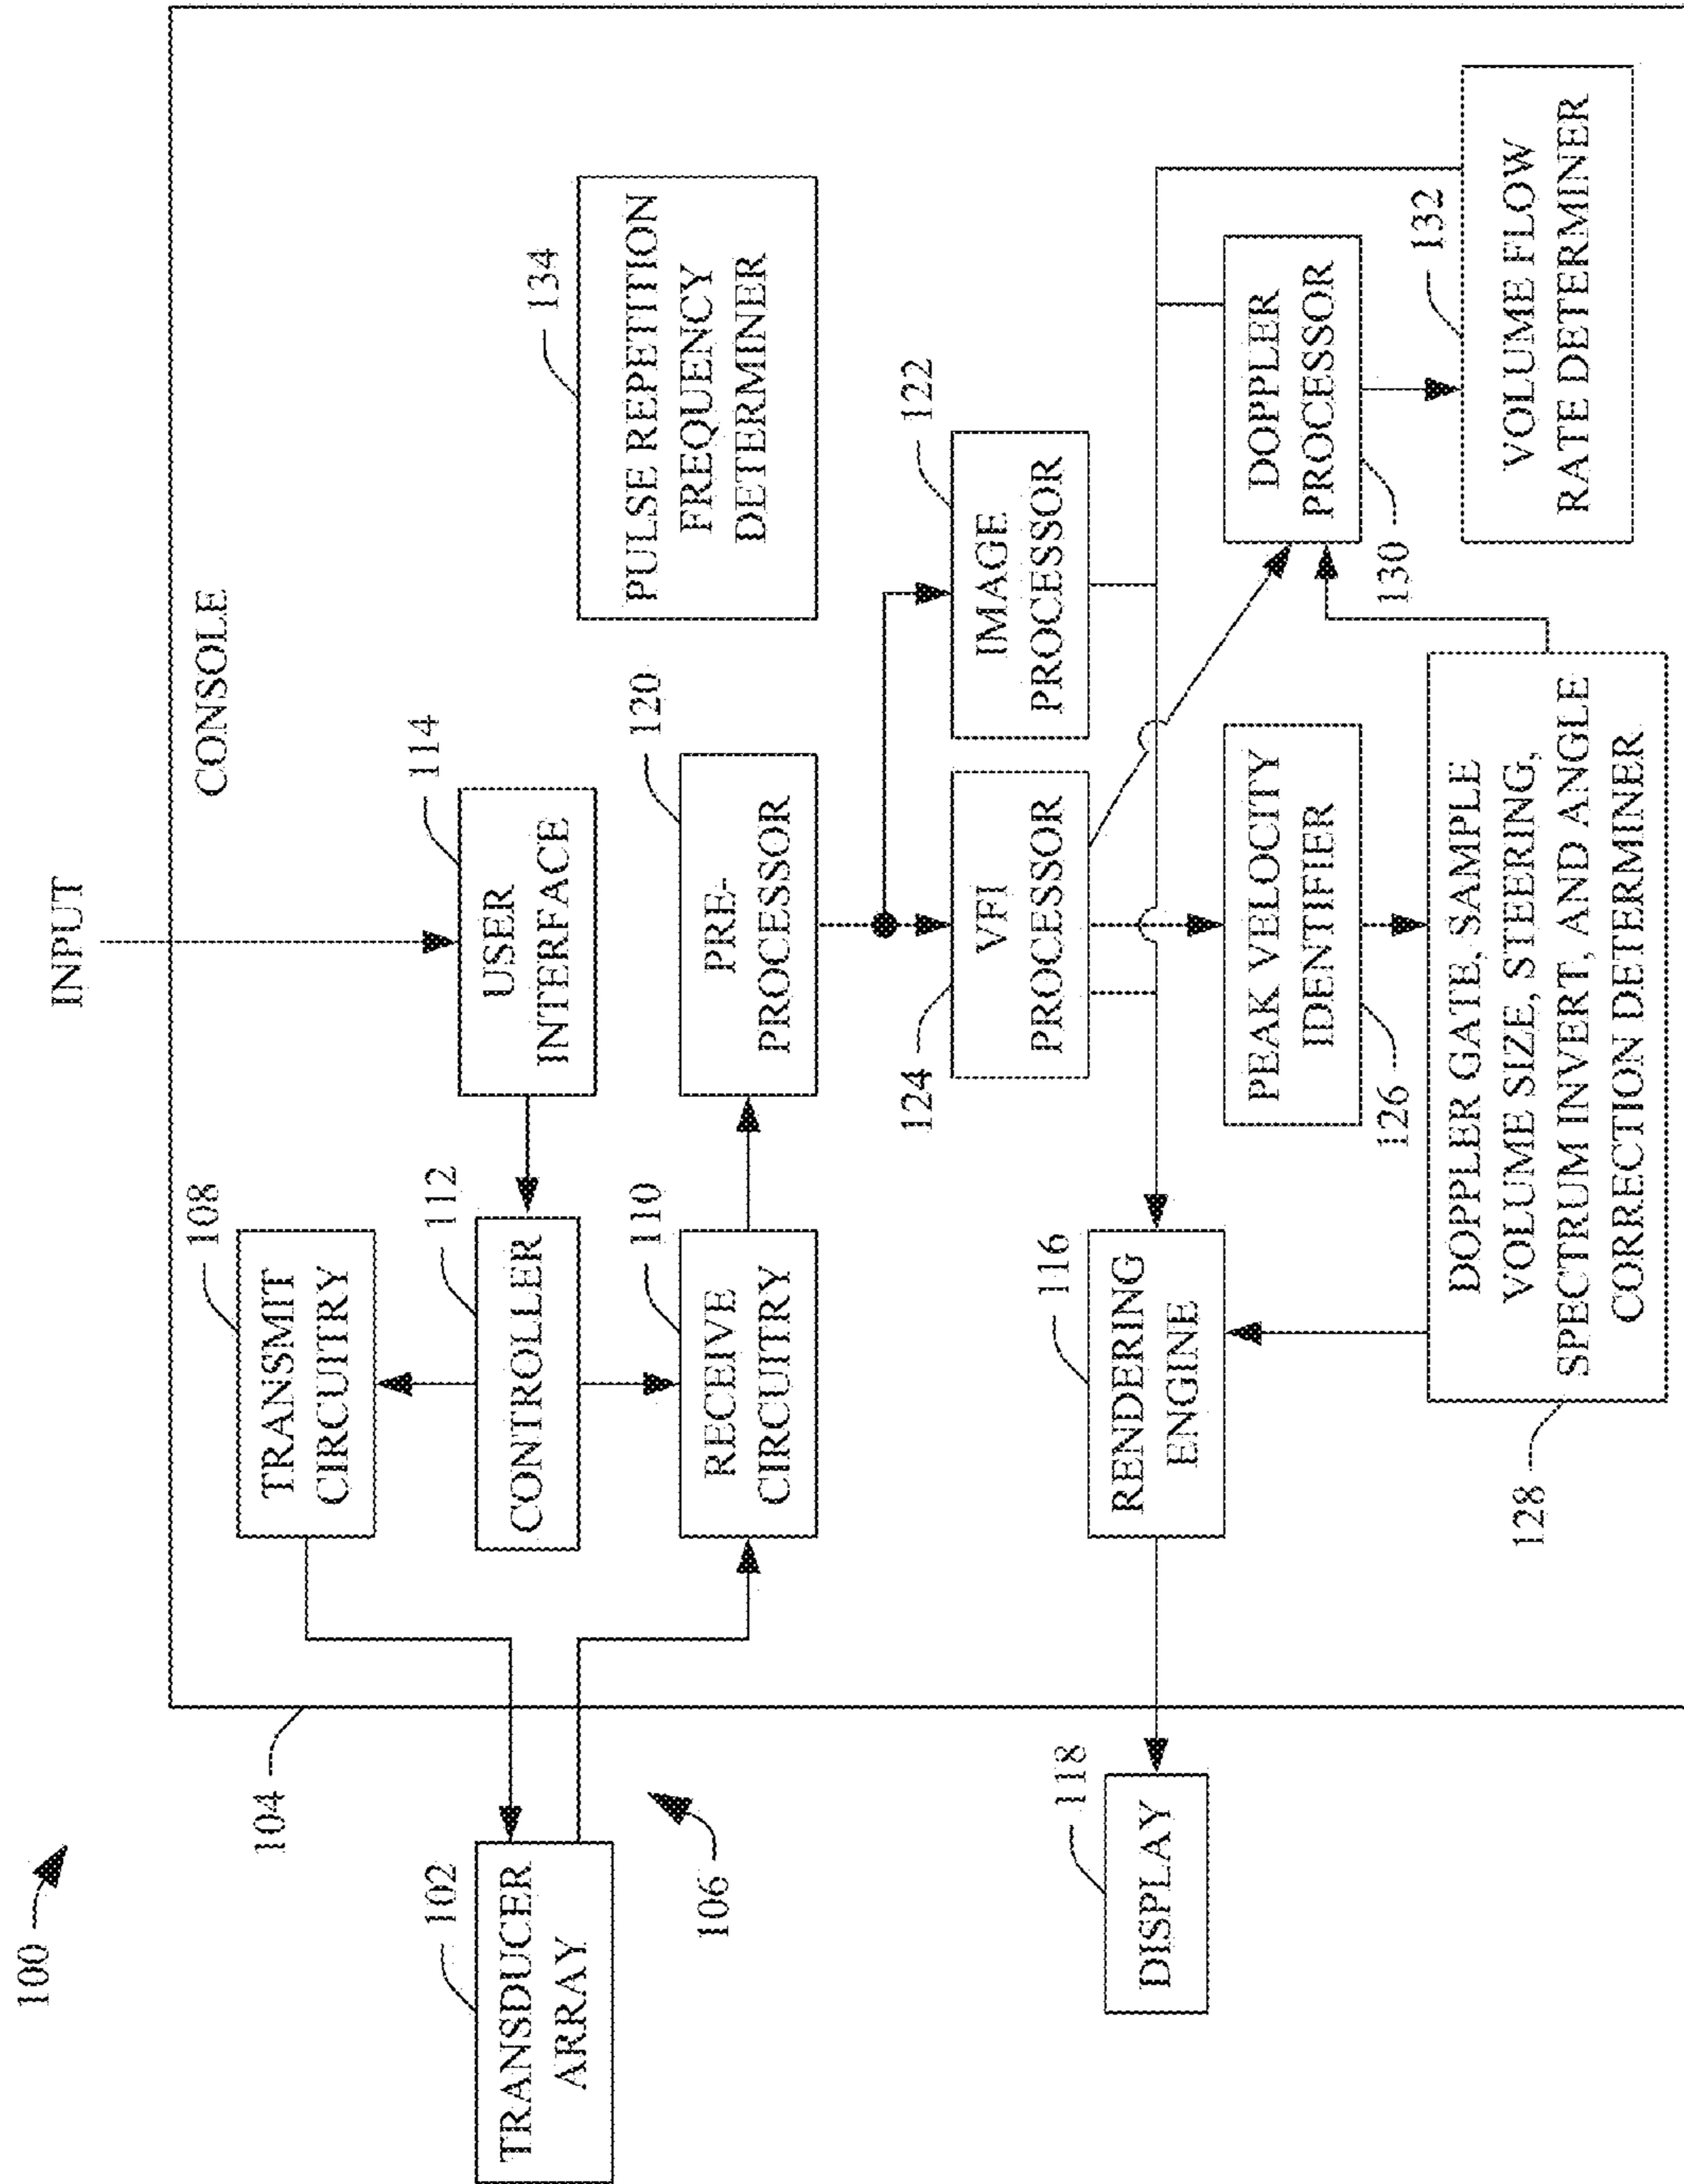 100
INPUT
CONSOLE
104
102
TRANSDUCER
ARRAY
106
108
TRANSMIT
CIRCUITRY
112
CONTROLLER
110
RECEIVE
CIRCUITRY
114
USER
INTERFACE
120
PRE-
PROCESSOR
134
PULSE REPETITION
FREQUENCY
DETERMINER
124
VFI
PROCESSOR
122
IMAGE
PROCESSOR
118
DISPLAY
116
RENDERING
ENGINE
126
PEAK VELOCITY
IDENTIFIER
130
DOPPLER
PROCESSOR
128
DOPPLER GATE, SAMPLE
VOLUME SIZE, STEERING,
SPECTRUM INVERT, AND ANGLE
CORRECTION DETERMINER
132
VOLUME FLOW
RATE DETERMINER